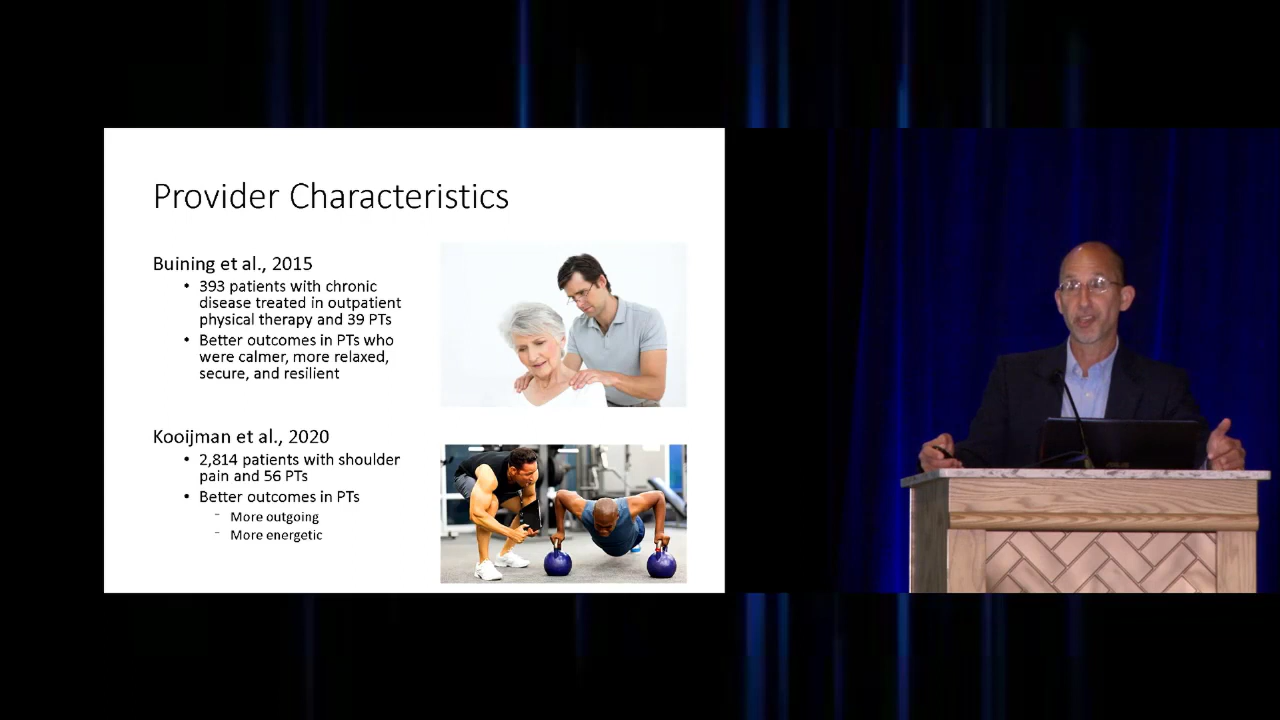 Provider Characteristics
Buining et al., 2015
• 393 patients with chronic
disease treated in outpatient
physical therapy and 39 PTs
• Better outcomes in PTs who
were calmer, more relaxed,
secure, and resilient
Kooijman et al., 2020
• 2,814 patients with shoulder
pain and 56 PTs
• Better outcomes in PTs
- More outgoing
- More energetic